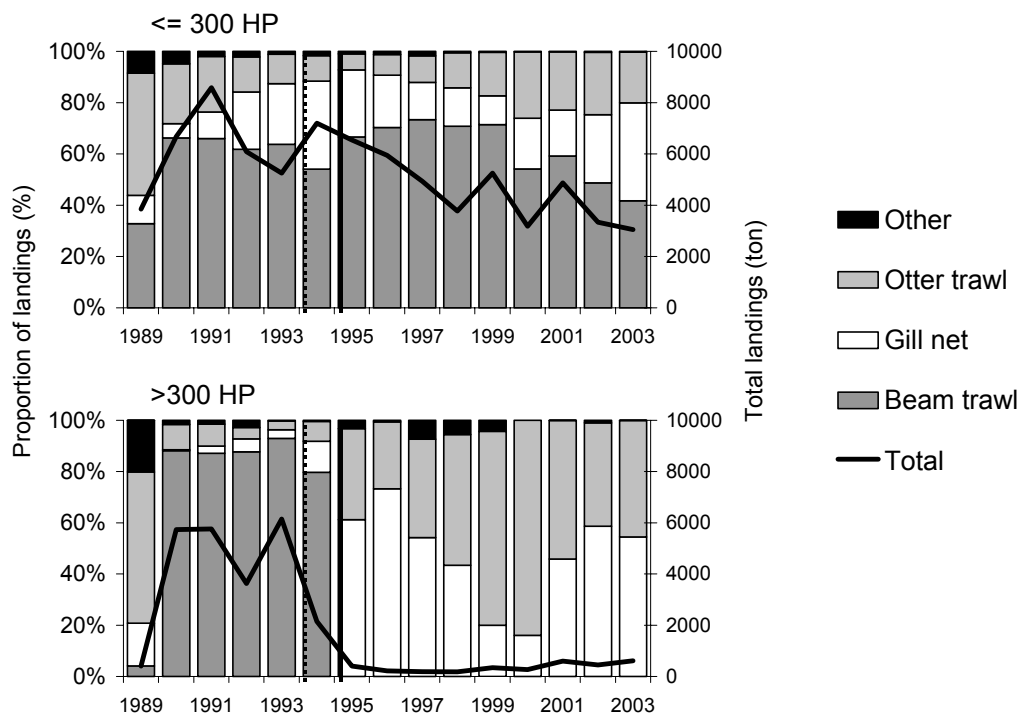 <= 300 HP
100%
80%
60%
40%
20%
0%
10000
8000
6000
4000
2000
0
1989 1991 1993 1995 1997 1999 2001 2003
>300 HP
100%
80%
60%
40%
20%
0%
10000
8000
6000
4000
2000
0
1989 1991 1993 1995 1997 1999 2001 2003
Proportion of landings (%)
Total landings (ton)
Other
Otter trawl
Gill net
Beam trawl
Total